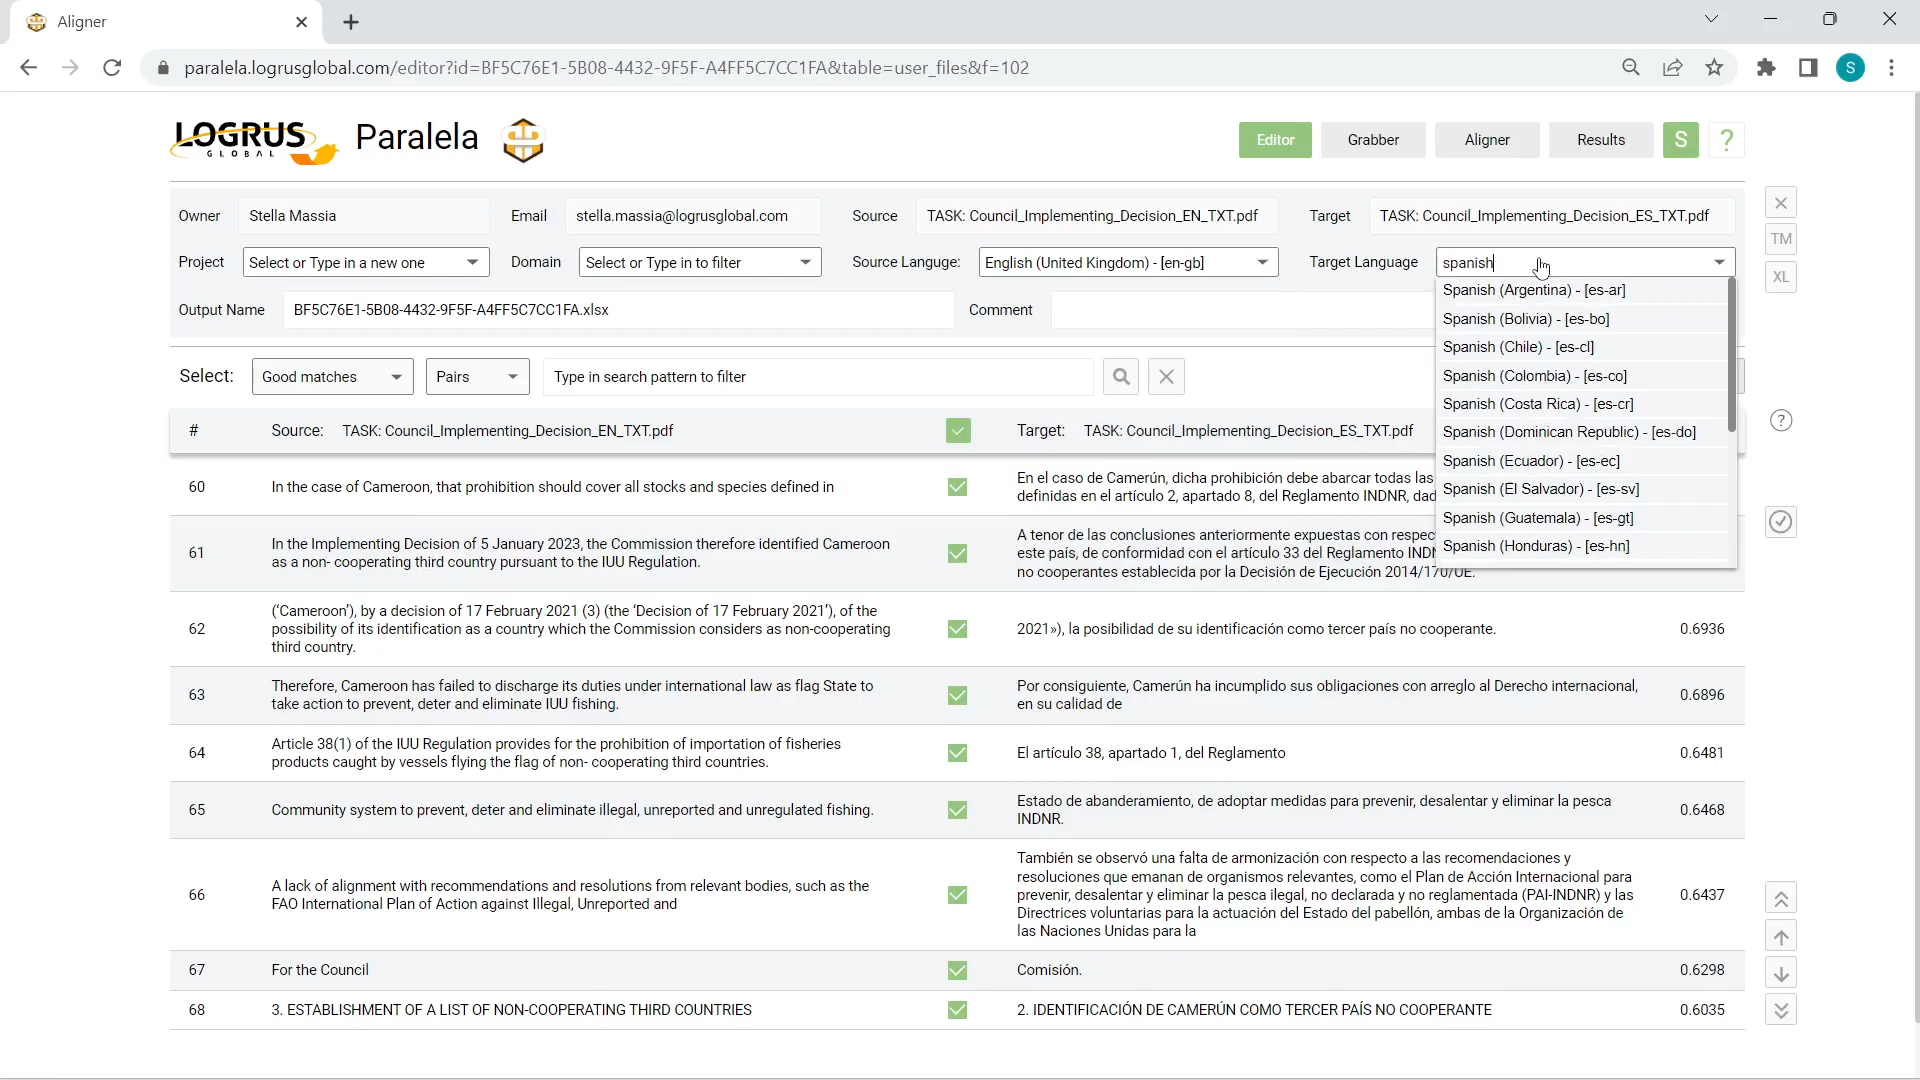 Aligner
paralela.logrusglobal.com/editor?id=BF5C76E1-5B08-4432-9F5F-A4FF5C7CC1FA&table=user_files&f=102
S
LOGRUS
GLOBAL
Paralela
Editor
Grabber
Aligner
Results
S
?
Owner
Stella Massia
Email
stella.massia@logrusglobal.com
Source
TASK: Council_Implementing_Decision_EN_TXT.pdf
Target
TASK: Council_Implementing_Decision_ES_TXT.pdf
TM
Project
Select or Type in a new one
Domain
Select or Type in to filter
Source Languge:
English (United Kingdom) - [en-gb]
Target Language
spanish
XL
Output Name
BF5C76E1-5B08-4432-9F5F-A4FF5C7CC1FA.xlsx
Comment
Spanish (Argentina) - [es-ar]
Spanish (Bolivia) - [es-bo]
Spanish (Chile) - [es-cl]
Spanish (Colombia) - [es-co]
Spanish (Costa Rica) - [es-cr]
Spanish (Dominican Republic) - [es-do]
Spanish (Ecuador) - [es-ec]
Spanish (El Salvador) - [es-sv]
Spanish (Guatemala) - [es-gt]
Spanish (Honduras) - [es-hn]
Select:
Good matches
Pairs
Type in search pattern to filter
#
Source: TASK: Council_Implementing_Decision_EN_TXT.pdf
Target: TASK: Council_Implementing_Decision_ES_TXT.pdf
?
60
In the case of Cameroon, that prohibition should cover all stocks and species defined in
En el caso de Camerún, dicha prohibición debe abarcar todas las
definidas en el artículo 2, apartado 8, del Reglamento INDNR, dad
61
In the Implementing Decision of 5 January 2023, the Commission therefore identified Cameroon
as a non- cooperating third country pursuant to the IUU Regulation.
A tenor de las conclusiones anteriormente expuestas con respec
este país, de conformidad con el artículo 33 del Reglamento INDN
no cooperantes establecida por la Decisión de Ejecución 2014/170/UE.
62
(‘Cameroon’), by a decision of 17 February 2021 (3) (the ‘Decision of 17 February 2021’), of the
possibility of its identification as a country which the Commission considers as non-cooperating
third country.
2021»), la posibilidad de su identificación como tercer país no cooperante.
0.6936
63
Therefore, Cameroon has failed to discharge its duties under international law as flag State to
take action to prevent, deter and eliminate IUU fishing.
Por consiguiente, Camerún ha incumplido sus obligaciones con arreglo al Derecho internacional,
en su calidad de
0.6896
64
Article 38(1) of the IUU Regulation provides for the prohibition of importation of fisheries
products caught by vessels flying the flag of non- cooperating third countries.
El artículo 38, apartado 1, del Reglamento
0.6481
65
Community system to prevent, deter and eliminate illegal, unreported and unregulated fishing.
Estado de abanderamiento, de adoptar medidas para prevenir, desalentar y eliminar la pesca
INDNR.
0.6468
66
A lack of alignment with recommendations and resolutions from relevant bodies, such as the
FAO International Plan of Action against Illegal, Unreported and
También se observó una falta de armonización con respecto a las recomendaciones y
resoluciones que emanan de organismos relevantes, como el Plan de Acción Internacional para
prevenir, desalentar y eliminar la pesca ilegal, no declarada y no reglamentada (PAI-INDNR) y las
Directrices voluntarias para la actuación del Estado del pabellón, ambas de la Organización de
las Naciones Unidas para la
0.6437
67
For the Council
Comisión.
0.6298
68
3. ESTABLISHMENT OF A LIST OF NON-COOPERATING THIRD COUNTRIES
2. IDENTIFICACIÓN DE CAMERÚN COMO TERCER PAÍS NO COOPERANTE
0.6035